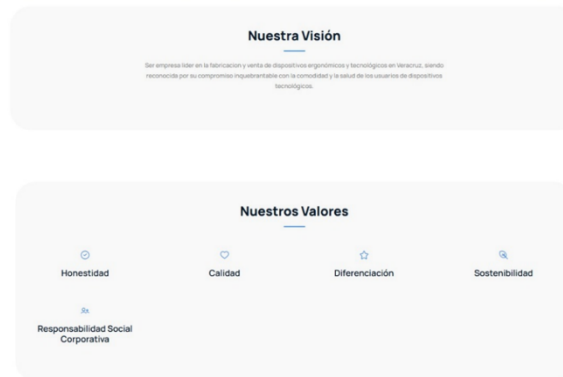 Nuestra Visión
Ser empresa líder en la fabricacion y venta de dispositivos ergonómicos y tecnológicos en Veracruz, siendo
reconocida por su compromiso inquebrantable con la comodidad y la salud de los usuarios de dispositivos
tecnológicos.
Nuestros Valores
Honestidad
Calidad
Diferenciación
Sostenibilidad
Responsabilidad Social
Corporativa